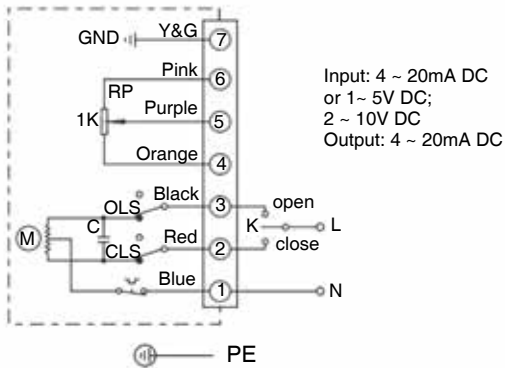 GND Y&G 7
Pink 6
RP
1K Purple 5
Orange 4
Input: 4 ~ 20mA DC
or 1~ 5V DC;
2 ~ 10V DC
Output: 4 ~ 20mA DC
OLS Black 3 open
M C K L
CLS Red 2 close
Blue 1 N
PE